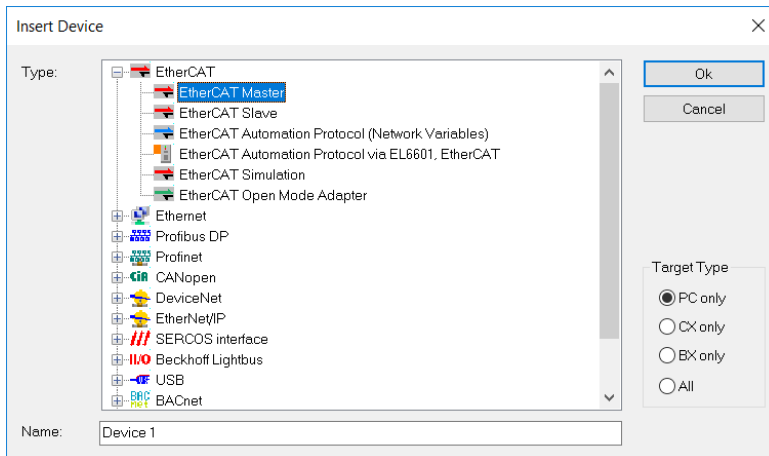 Insert Device
Type:
EtherCAT
EtherCAT Master
EtherCAT Slave
EtherCAT Automation Protocol (Network Variables)
EtherCAT Automation Protocol via EL6601, EtherCAT
EtherCAT Simulation
EtherCAT Open Mode Adapter
Ethernet
Profibus DP
Profinet
CiA CANopen
DeviceNet
EtherNet/IP
SERCOS interface
II/O Beckhoff Lightbus
USB
BACnet
Ok
Cancel
Target Type
PC only
CX only
BX only
All
Name: Device 1